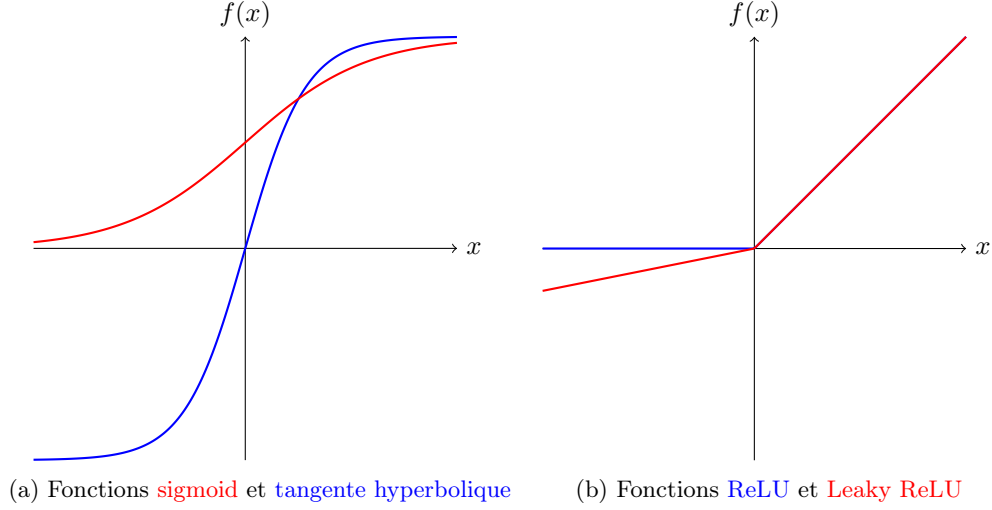 f(x)
x
(a) Fonctions sigmoid et tangente hyperbolique
f(x)
x
(b) Fonctions ReLU et Leaky ReLU